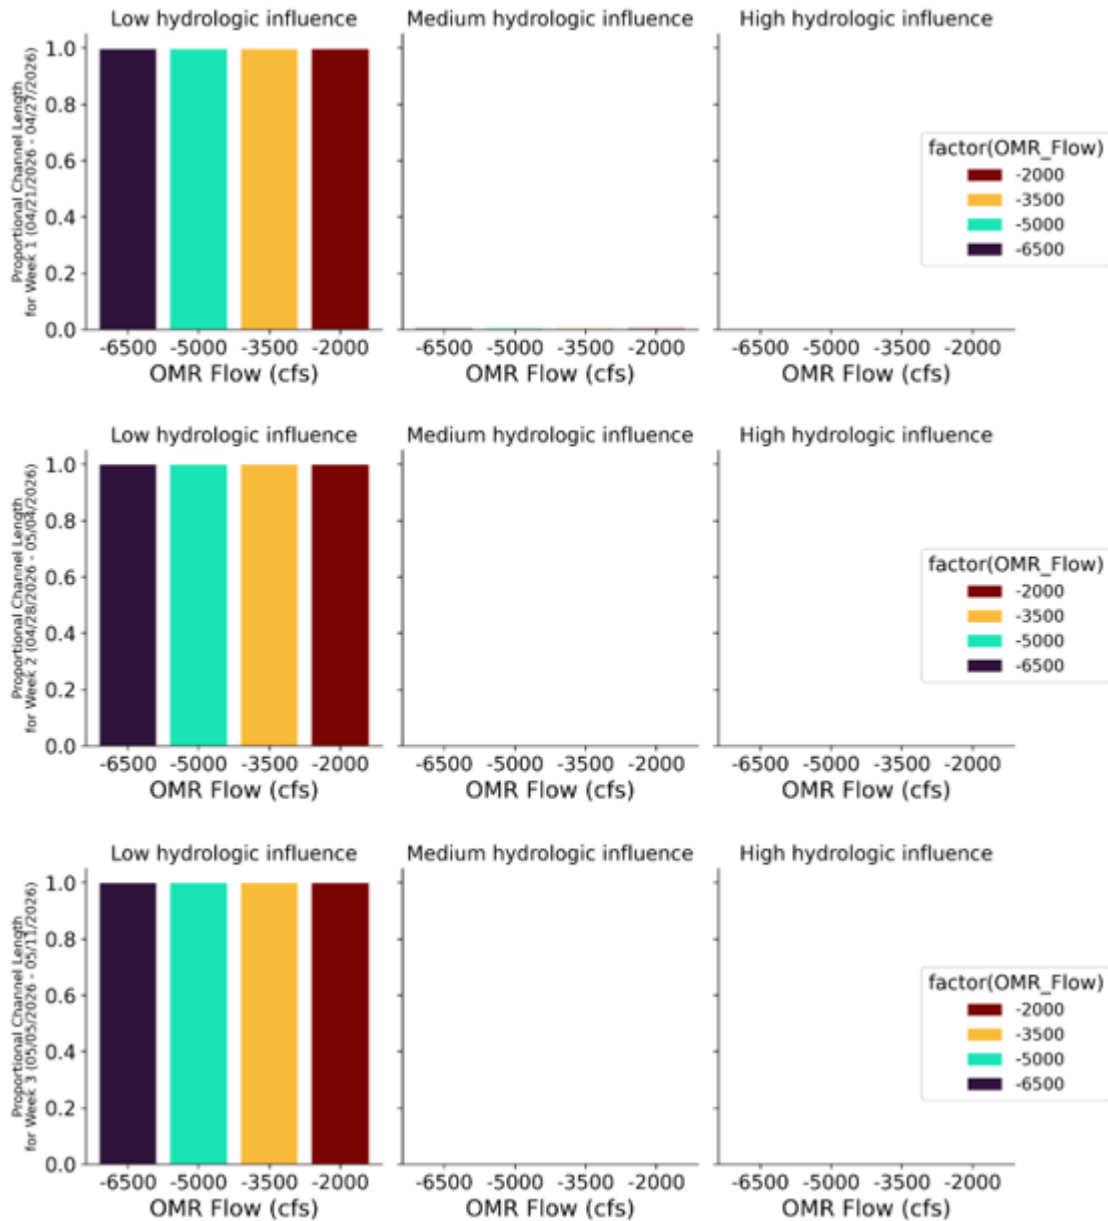 Low hydrologic influence
Medium hydrologic influence
High hydrologic influence
Proportional Channel Length
for Week 1 (04/21/2026 - 04/27/2026)
1.0
0.8
0.6
0.4
0.2
0.0
-6500 -5000 -3500 -2000
-6500 -5000 -3500 -2000
-6500 -5000 -3500 -2000
OMR Flow (cfs)
OMR Flow (cfs)
OMR Flow (cfs)
factor(OMR_Flow)
-2000
-3500
-5000
-6500
Low hydrologic influence
Medium hydrologic influence
High hydrologic influence
Proportional Channel Length
for Week 2 (04/28/2026 - 05/04/2026)
1.0
0.8
0.6
0.4
0.2
0.0
-6500 -5000 -3500 -2000
-6500 -5000 -3500 -2000
-6500 -5000 -3500 -2000
OMR Flow (cfs)
OMR Flow (cfs)
OMR Flow (cfs)
factor(OMR_Flow)
-2000
-3500
-5000
-6500
Low hydrologic influence
Medium hydrologic influence
High hydrologic influence
Proportional Channel Length
for Week 3 (05/05/2026 - 05/11/2026)
1.0
0.8
0.6
0.4
0.2
0.0
-6500 -5000 -3500 -2000
-6500 -5000 -3500 -2000
-6500 -5000 -3500 -2000
OMR Flow (cfs)
OMR Flow (cfs)
OMR Flow (cfs)
factor(OMR_Flow)
-2000
-3500
-5000
-6500